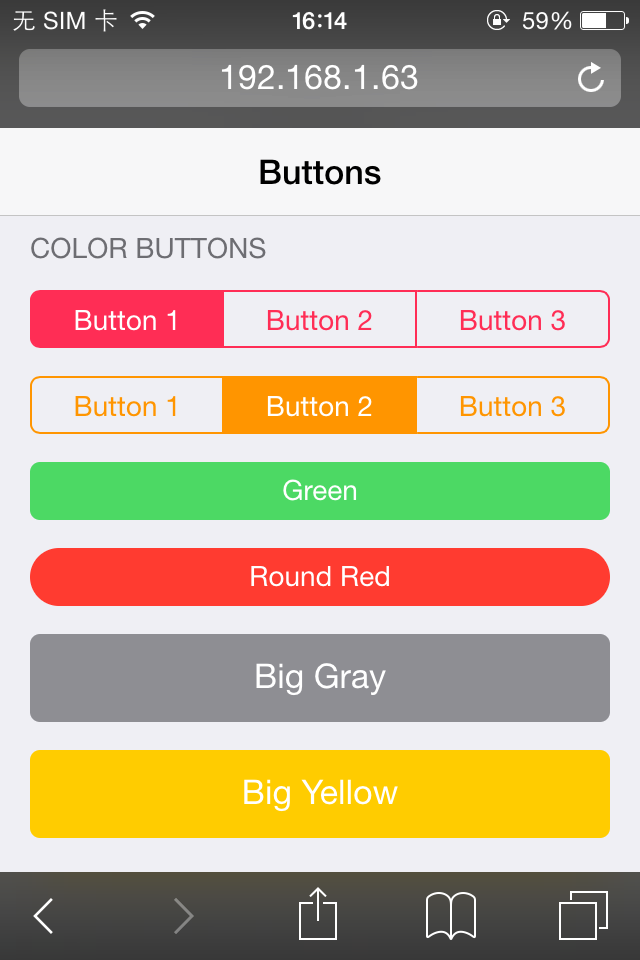 无 SIM 卡 16:14 59%
192.168.1.63
Buttons
COLOR BUTTONS
Button 1 Button 2 Button 3
Button 1 Button 2 Button 3
Green
Round Red
Big Gray
Big Yellow